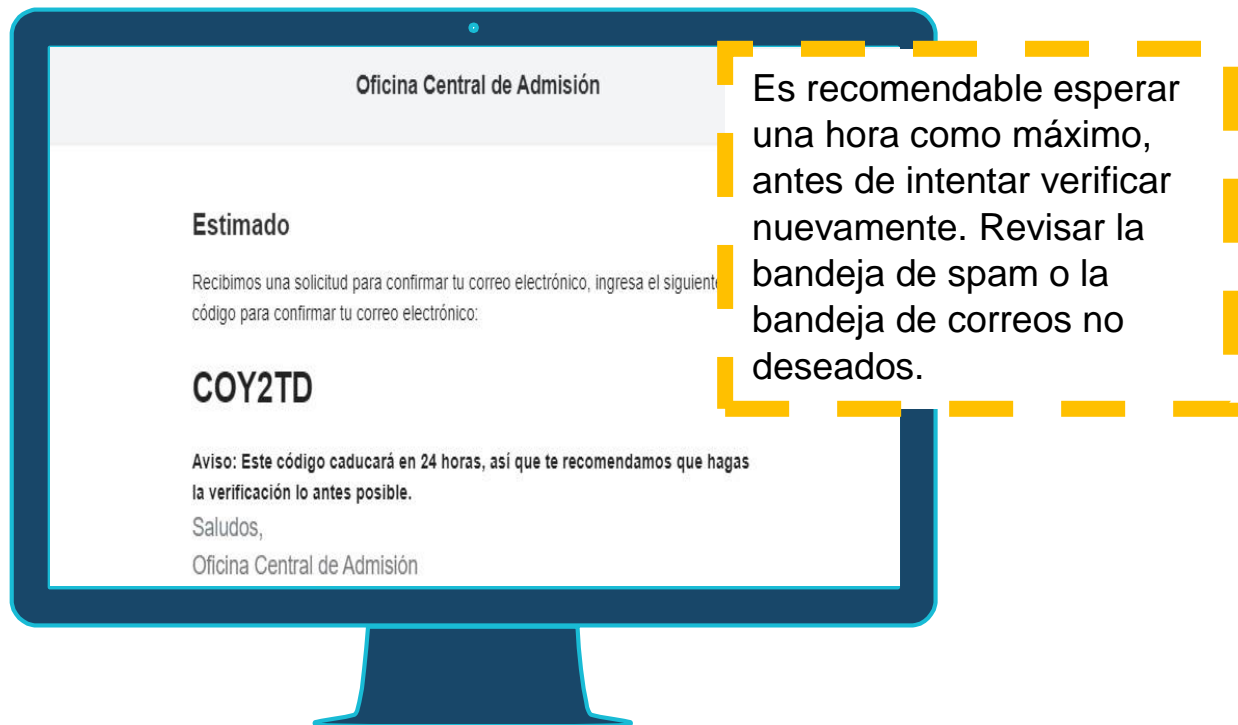 Oficina Central de Admisión
Estimado
Recibimos una solicitud para confirmar tu correo electrónico, ingresa el siguiente
código para confirmar tu correo electrónico:
COY2TD
Aviso: Este código caducará en 24 horas, así que te recomendamos que hagas
la verificación lo antes posible.
Saludos,
Oficina Central de Admisión
Es recomendable esperar
una hora como máximo,
antes de intentar verificar
nuevamente. Revisar la
bandeja de spam o la
bandeja de correos no
deseados.